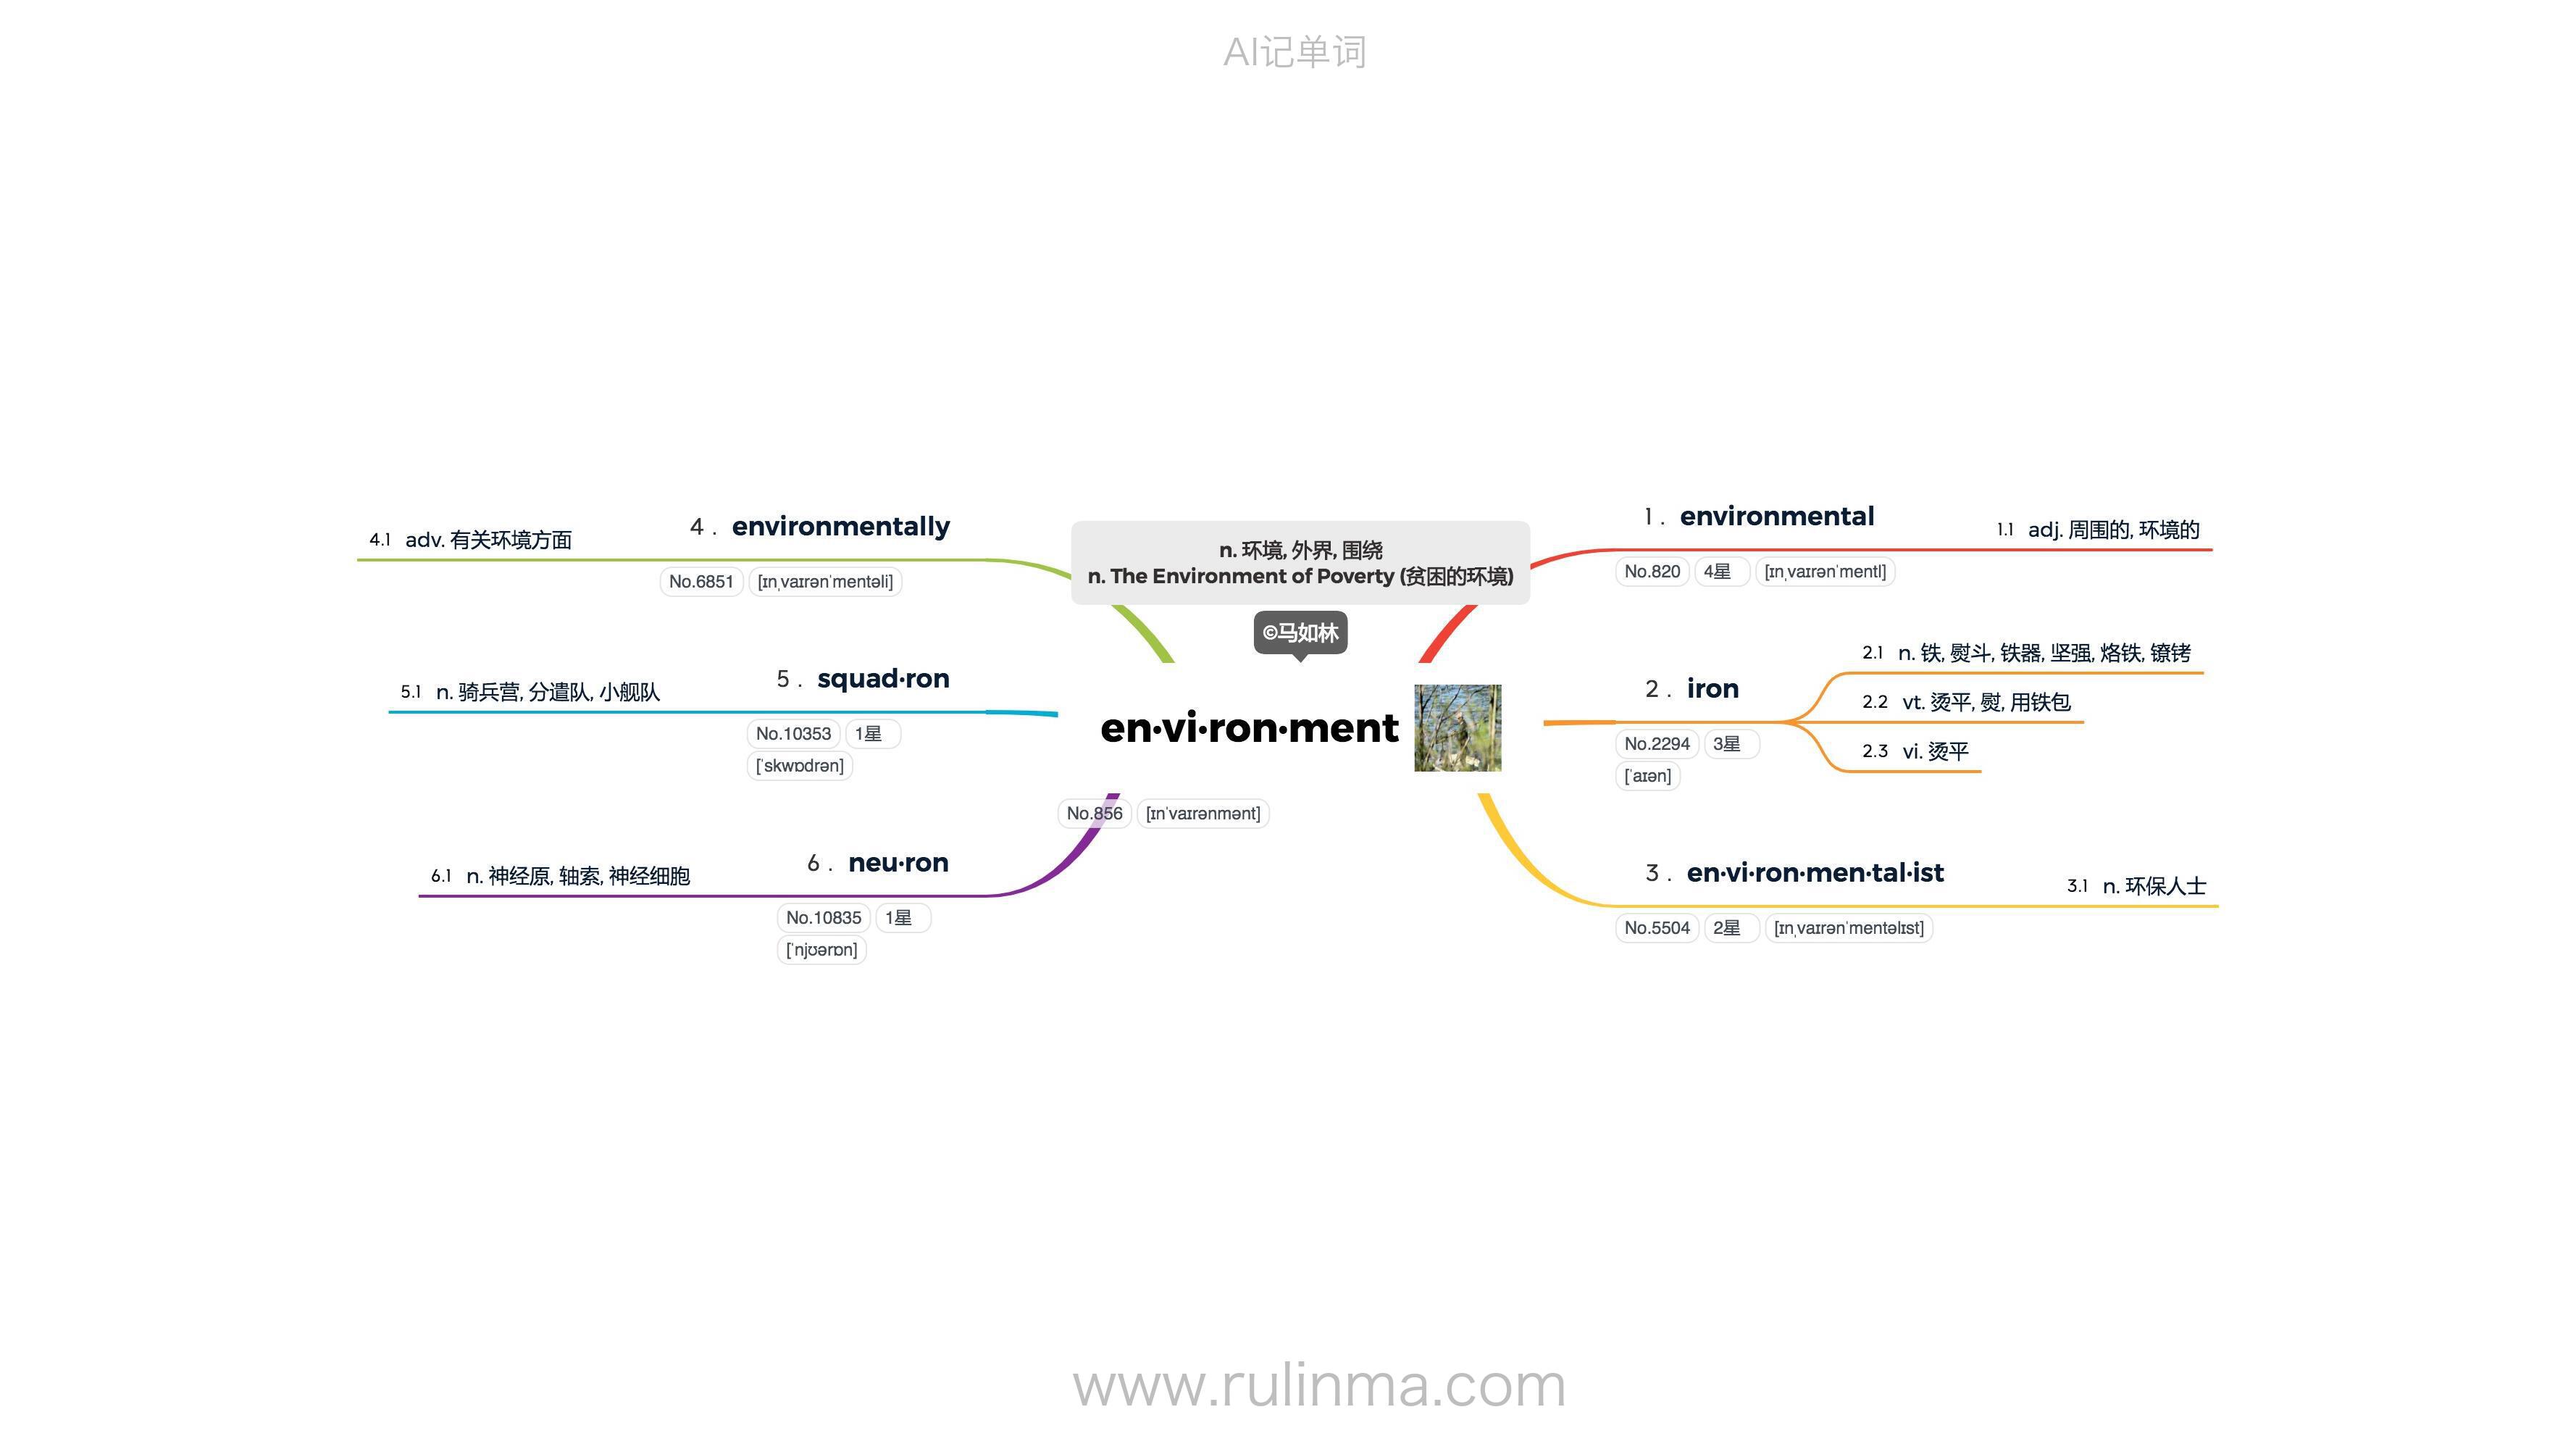 AI记单词
n. 环境, 外界, 围绕
n. The Environment of Poverty (贫困的环境)
©马如林
en·vi·ron·ment
No.856 [ɪnˈvaɪrənmənt]
1 . environmental
No.820 4星 [ɪnˌvaɪrənˈmentl]
1.1 adj. 周围的, 环境的
2 . iron
No.2294 3星
[ˈaɪən]
2.1 n. 铁, 熨斗, 铁器, 坚强, 烙铁, 镣铐
2.2 vt. 烫平, 熨, 用铁包
2.3 vi. 烫平
3 . en·vi·ron·men·tal·ist
No.5504 2星 [ɪnˌvaɪrənˈmentəlɪst]
3.1 n. 环保人士
4 . environmentally
No.6851 [ɪnˌvaɪrənˈmentəli]
4.1 adv. 有关环境方面
5 . squad·ron
No.10353 1星
[ˈskwɒdrən]
5.1 n. 骑兵营, 分遣队, 小舰队
6 . neu·ron
No.10835 1星
[ˈnjʊərɒn]
6.1 n. 神经原, 轴索, 神经细胞
www.rulinma.com